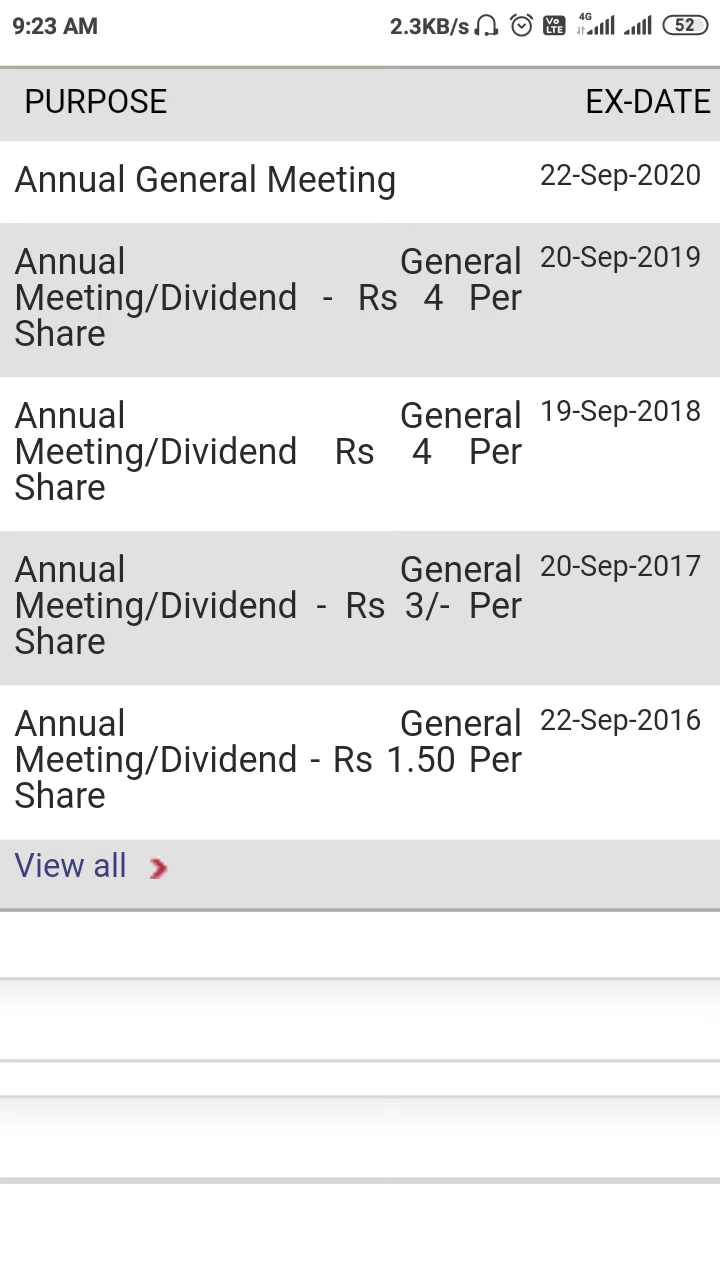 9:23 AM 2.3KB/s Vo LTE 4G 52
PURPOSE EX-DATE
Annual General Meeting 22-Sep-2020
Annual General 20-Sep-2019
Meeting/Dividend - Rs 4 Per
Share
Annual General 19-Sep-2018
Meeting/Dividend Rs 4 Per
Share
Annual General 20-Sep-2017
Meeting/Dividend - Rs 3/- Per
Share
Annual General 22-Sep-2016
Meeting/Dividend - Rs 1.50 Per
Share
View all